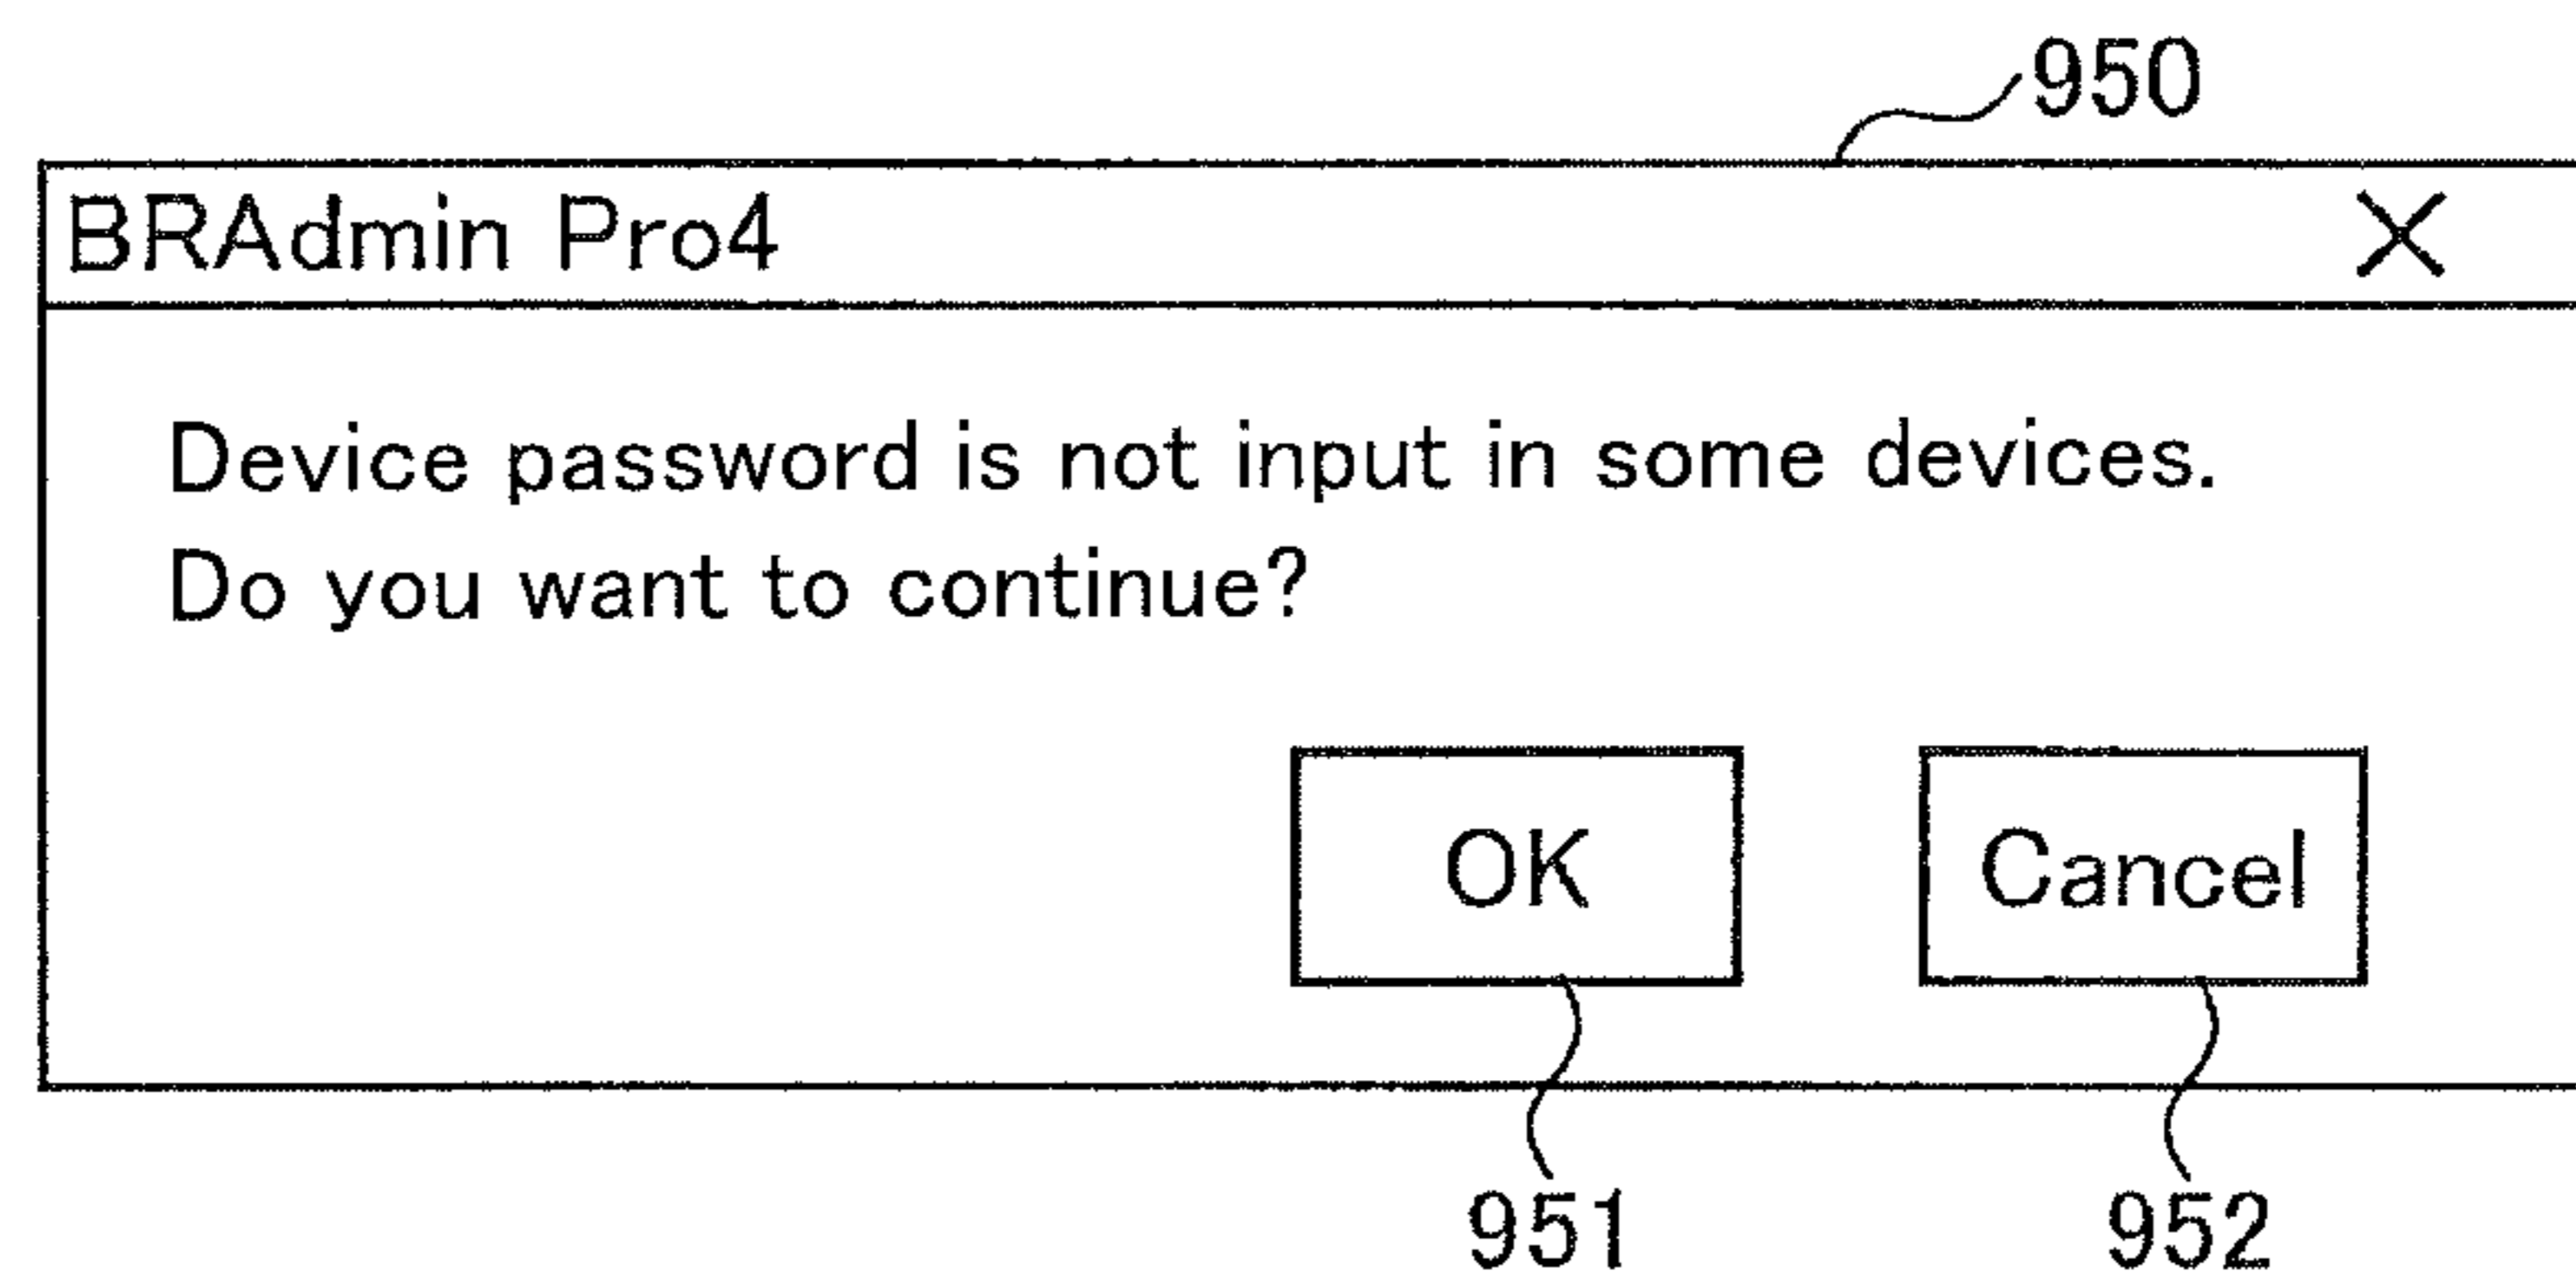 950
BRAdmin Pro4 ×
Device password is not input in some devices.
Do you want to continue?
OK Cancel
951 952